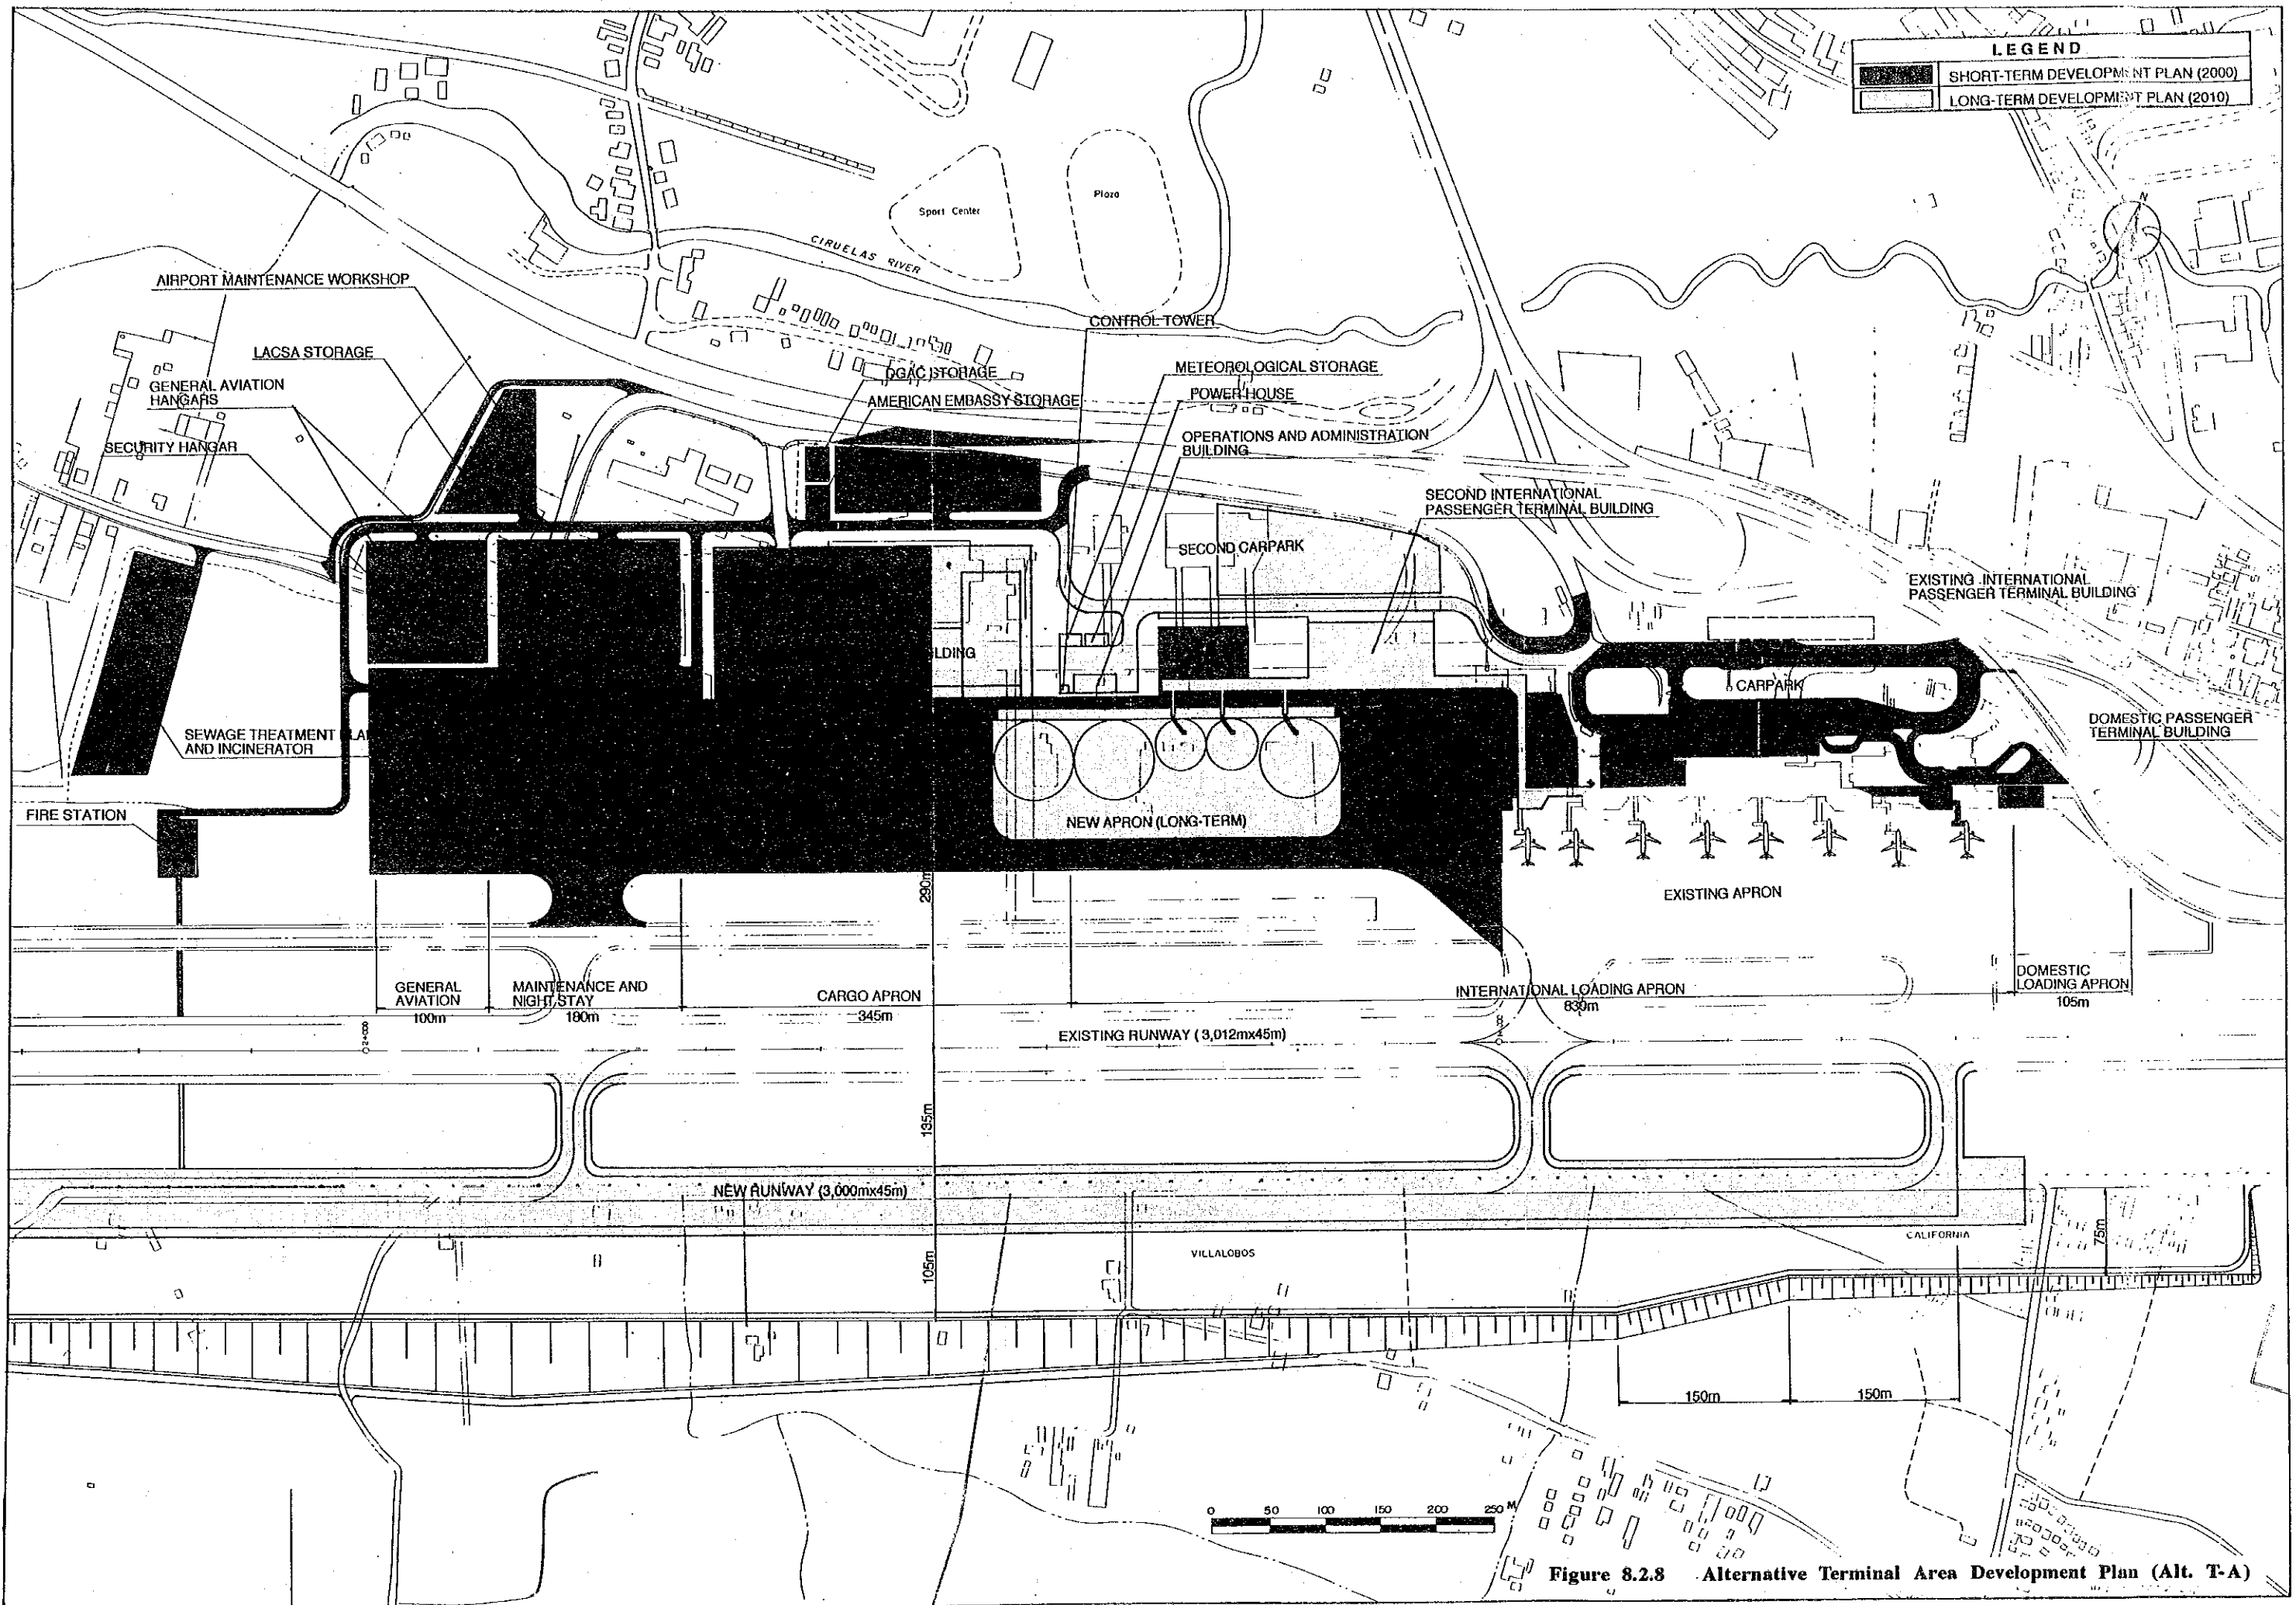 LEGEND
SHORT-TERM DEVELOPMENT PLAN (2000)
LONG-TERM DEVELOPMENT PLAN (2010)
N
Sport Center
Plaza
CIRUELAS RIVER
AIRPORT MAINTENANCE WORKSHOP
LACSA STORAGE
GENERAL AVIATION
HANGARS
SECURITY HANGAR
CONTROL TOWER
DGAC STORAGE
AMERICAN EMBASSY STORAGE
METEOROLOGICAL STORAGE
POWER HOUSE
OPERATIONS AND ADMINISTRATION
BUILDING
SECOND INTERNATIONAL
PASSENGER TERMINAL BUILDING
SECOND CARPARK
EXISTING INTERNATIONAL
PASSENGER TERMINAL BUILDING
LDING
CARPARK
DOMESTIC PASSENGER
TERMINAL BUILDING
SEWAGE TREATMENT PLA
AND INCINERATOR
FIRE STATION
NEW APRON (LONG-TERM)
EXISTING APRON
290m
GENERAL
AVIATION
100m
MAINTENANCE AND
NIGHT STAY
180m
CARGO APRON
345m
INTERNATIONAL LOADING APRON
830m
DOMESTIC
LOADING APRON
105m
2+00
EXISTING RUNWAY (3,012mx45m)
135m
NEW RUNWAY (3,000mx45m)
105m
VILLALOBOS
CALIFORNIA
75m
150m
150m
0 50 100 150 200 250 M
Figure 8.2.8 Alternative Terminal Area Development Plan (Alt. T-A)